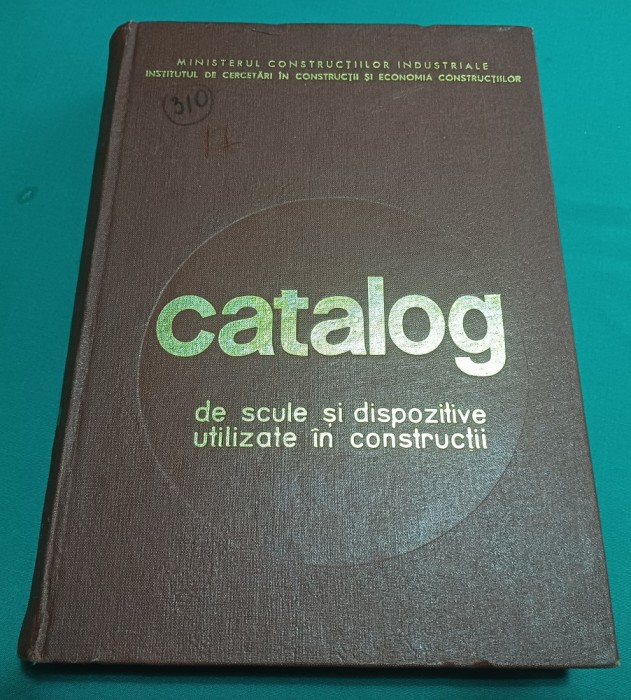 MINISTERUL CONSTRUCȚIILOR INDUSTRIALE
INSTITUTUL DE CERCETĂRI ÎN CONSTRUCȚII ȘI ECONOMIA CONSTRUCȚIILOR
310
catalog
de scule și dispozitive
utilizate în construcții